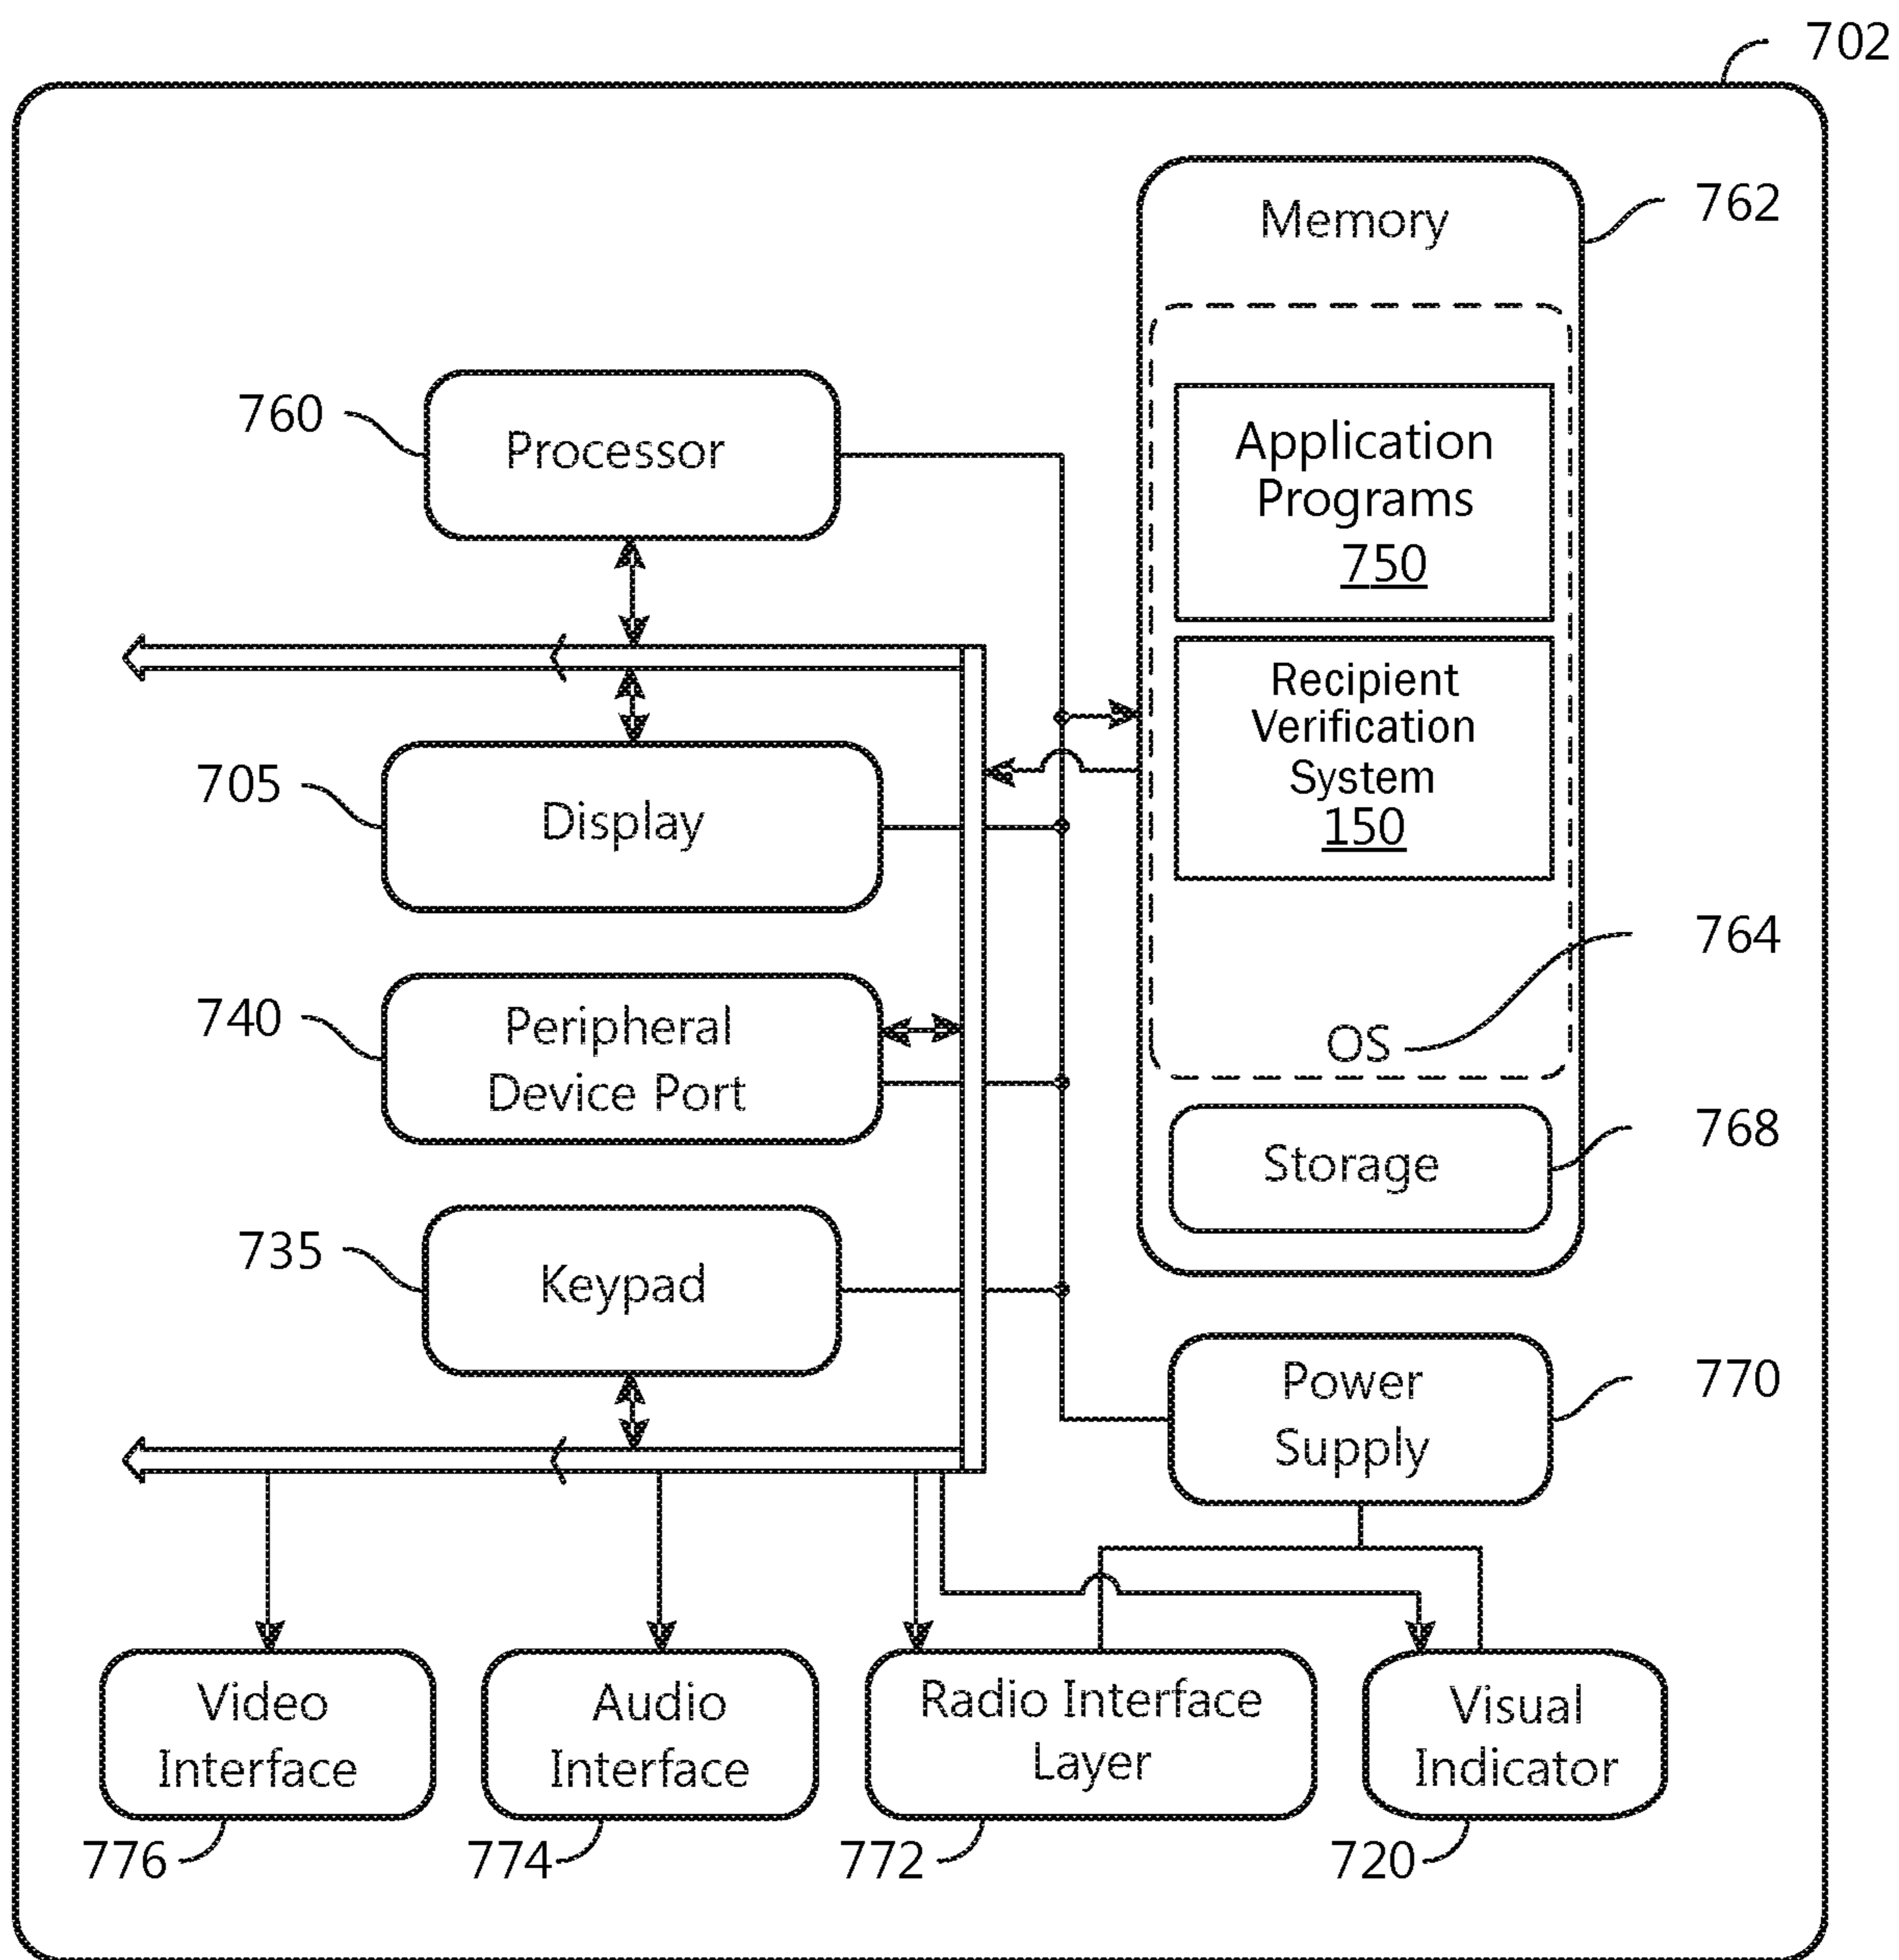 702
Memory
762
760
Processor
Application
Programs
750
Recipient
Verification
System
150
705
Display
764
740
Peripheral
Device Port
OS
768
Storage
735
Keypad
Power
Supply
770
Video
Interface
Audio
Interface
Radio Interface
Layer
Visual
Indicator
776
774
772
720